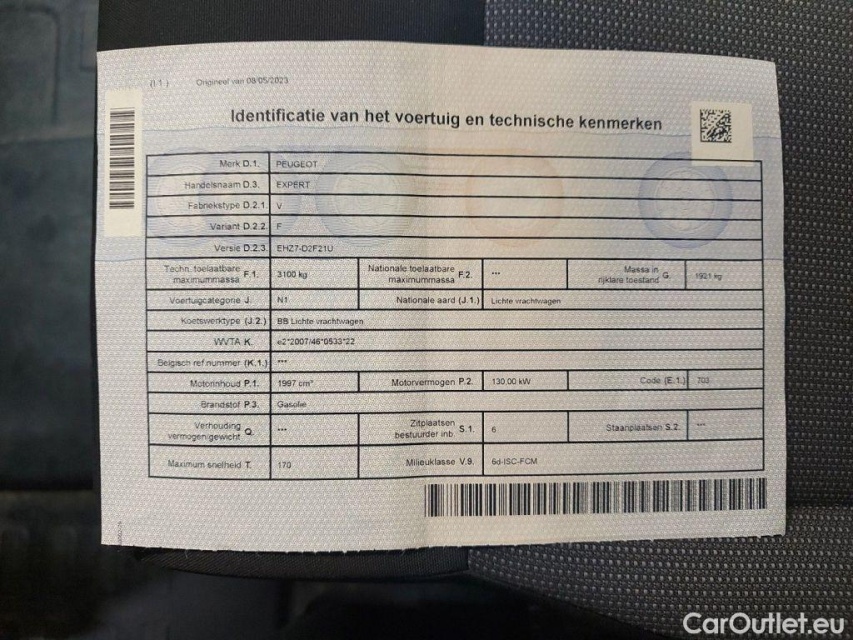 (I.1.) Origineel van 08/05/2023
Identificatie van het voertuig en technische kenmerken
Merk D.1. PEUGEOT
Handelsnaam D.3. EXPERT
Fabriekstype D.2.1. V
Variant D.2.2. F
Versie D.2.3. EHZ7-D2F21U
Techn. toelaatbare maximummassa F.1. 3100 kg Nationale toelaatbare maximummassa F.2. *** Massa in rijklare toestand G. 1921 kg
Voertuigcategorie J. N1 Nationale aard (J.1.) Lichte vrachtwagen
Koetswerktype (J.2.) BB Lichte vrachtwagen
WVTA K. e2*2007/46*0533*22
Belgisch ref nummer (K.1.) ***
Motorinhoud P.1. 1997 cm³ Motorvermogen P.2. 130.00 kW Code (E.1.) 703
Brandstof P.3. Gasolie
Verhouding vermogen/gewicht Q. *** Zitplaatsen bestuurder inb. S.1. 6 Staanplaatsen S.2. ***
Maximum snelheid T. 170 Milieuklasse V.9. 6d-ISC-FCM
CarOutlet.eu